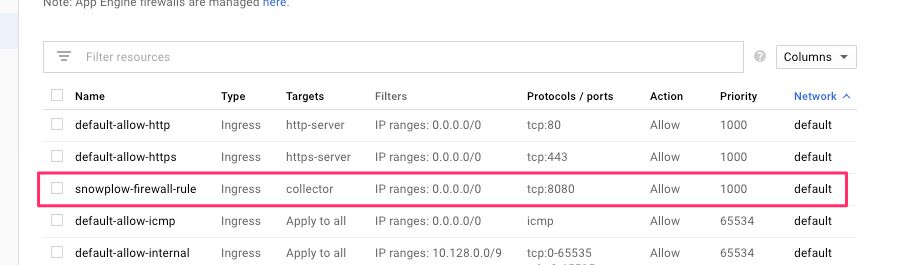 Note: App Engine firewalls are managed here.
Filter resources ? Columns
Name Type Targets Filters Protocols / ports Action Priority Network
default-allow-http Ingress http-server IP ranges: 0.0.0.0/0 tcp:80 Allow 1000 default
default-allow-https Ingress https-server IP ranges: 0.0.0.0/0 tcp:443 Allow 1000 default
snowplow-firewall-rule Ingress collector IP ranges: 0.0.0.0/0 tcp:8080 Allow 1000 default
default-allow-icmp Ingress Apply to all IP ranges: 0.0.0.0/0 icmp Allow 65534 default
default-allow-internal Ingress Apply to all IP ranges: 10.128.0.0/9 tcp:0-65535 Allow 65534 default